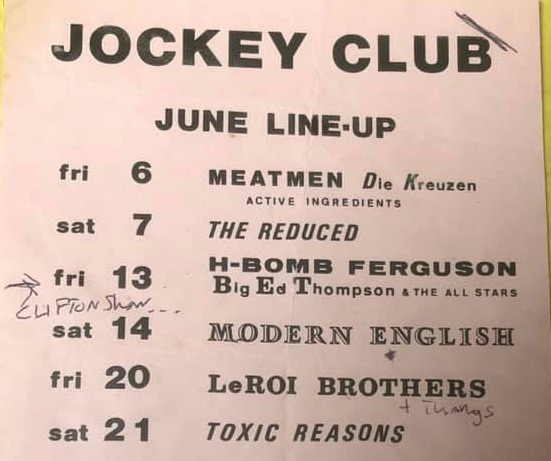 JOCKEY CLUB
JUNE LINE-UP
fri 6 MEATMEN Die Kreuzen
ACTIVE INGREDIENTS
sat 7 THE REDUCED
fri 13 H-BOMB FERGUSON
Big Ed Thompson & THE ALL STARS
CLIFTON Show...
sat 14 MODERN ENGLISH
fri 20 LeROI BROTHERS
+ Thangs
sat 21 TOXIC REASONS